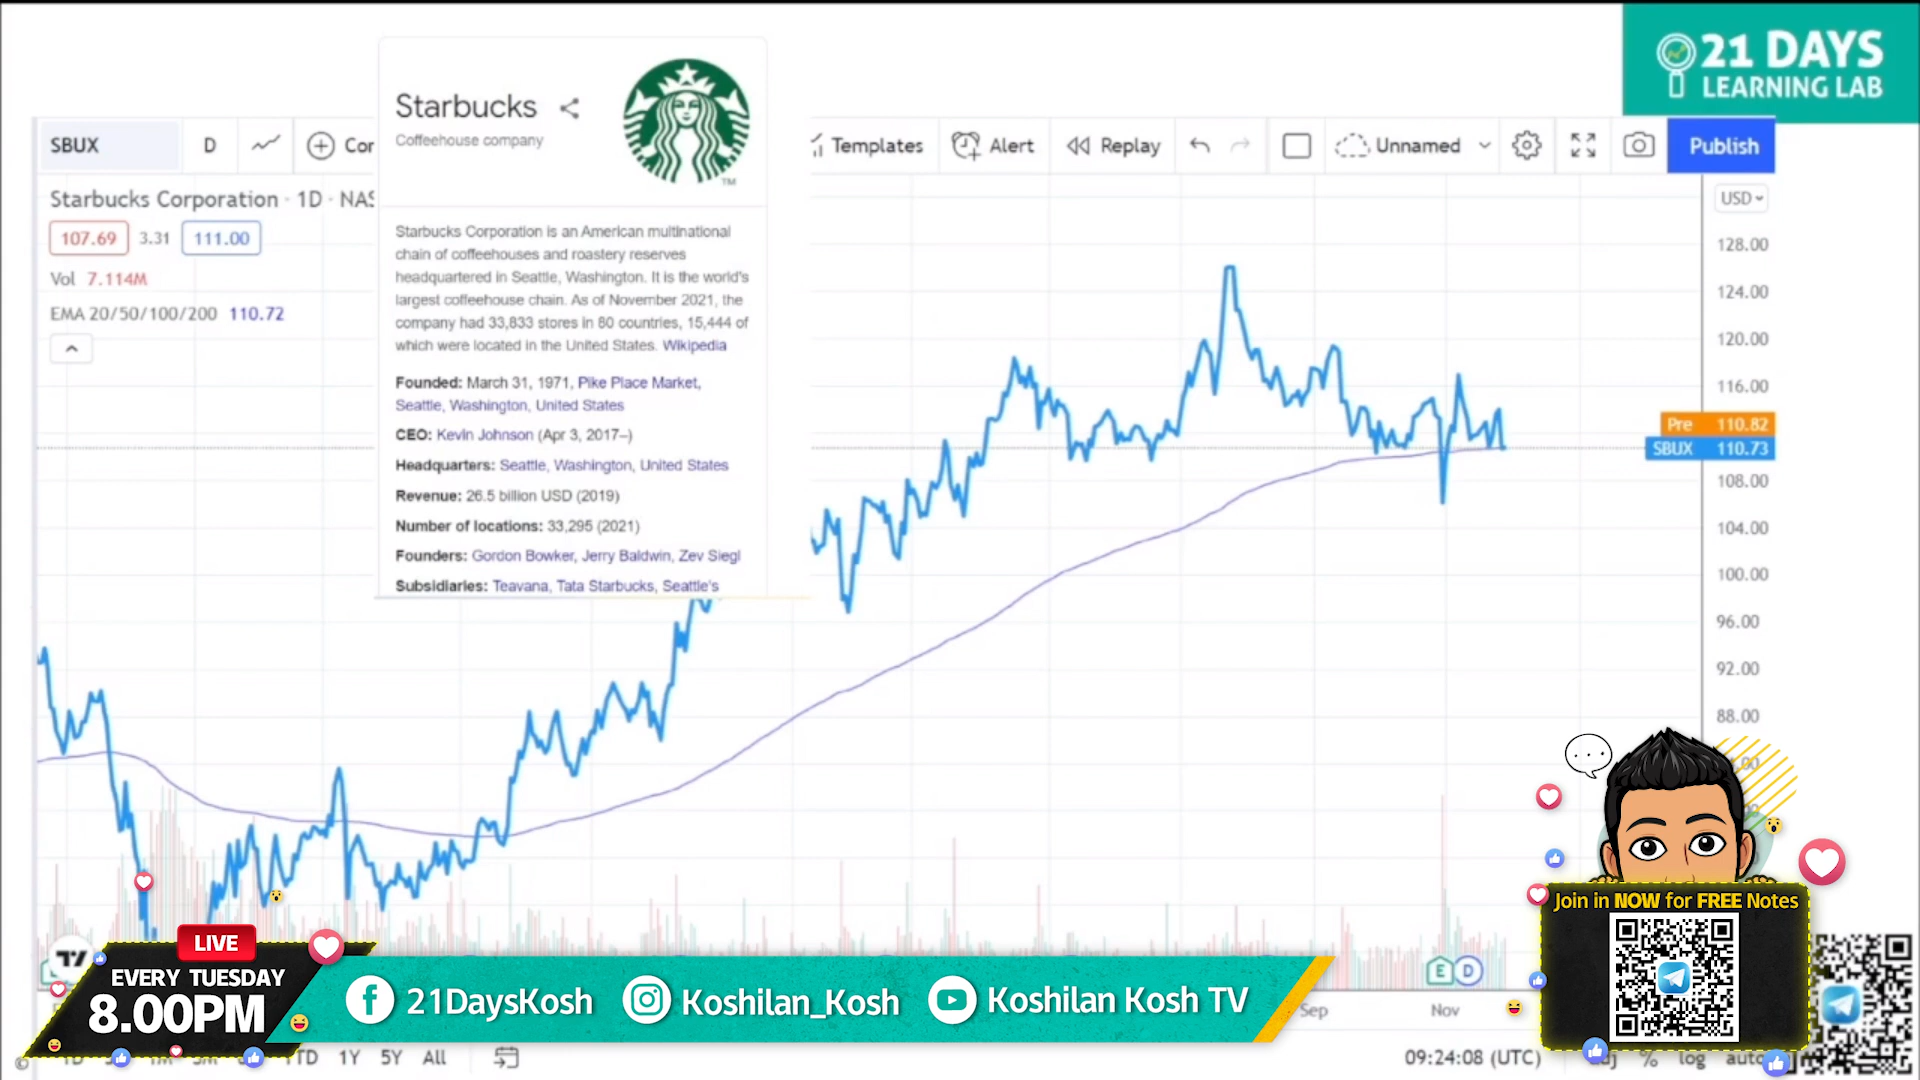 21 DAYS
LEARNING LAB
Starbucks
Coffeehouse company
TM
SBUX
D
Templates
Alert
Replay
Unnamed
Publish
Starbucks Corporation · 1D · NAS
107.69 3.31 111.00
Vol 7.114M
EMA 20/50/100/200 110.72
Starbucks Corporation is an American multinational
chain of coffeehouses and roastery reserves
headquartered in Seattle, Washington. It is the world's
largest coffeehouse chain. As of November 2021, the
company had 33,833 stores in 80 countries, 15,444 of
which were located in the United States. Wikipedia
Founded: March 31, 1971, Pike Place Market,
Seattle, Washington, United States
CEO: Kevin Johnson (Apr 3, 2017–)
Headquarters: Seattle, Washington, United States
Revenue: 26.5 billion USD (2019)
Number of locations: 33,295 (2021)
Founders: Gordon Bowker, Jerry Baldwin, Zev Siegl
Subsidiaries: Teavana, Tata Starbucks, Seattle's
USD
128.00
124.00
120.00
116.00
Pre 110.82
SBUX 110.73
108.00
104.00
100.00
96.00
92.00
88.00
Join in NOW for FREE Notes
E D
Sep
Nov
LIVE
EVERY TUESDAY
8.00PM
21DaysKosh
Koshilan_Kosh
Koshilan Kosh TV
1Y 5Y All
09:24:08 (UTC)
% log auto